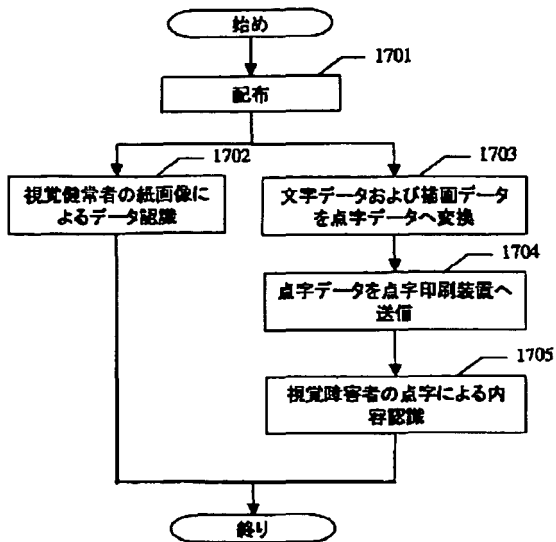 始め
1701
配布
1702
視覚健常者の紙画像に
よるデータ認識
1703
文字データおよび描画データ
を点字データへ変換
1704
点字データを点字印刷装置へ
送信
1705
視覚障害者の点字による内
容認識
終り